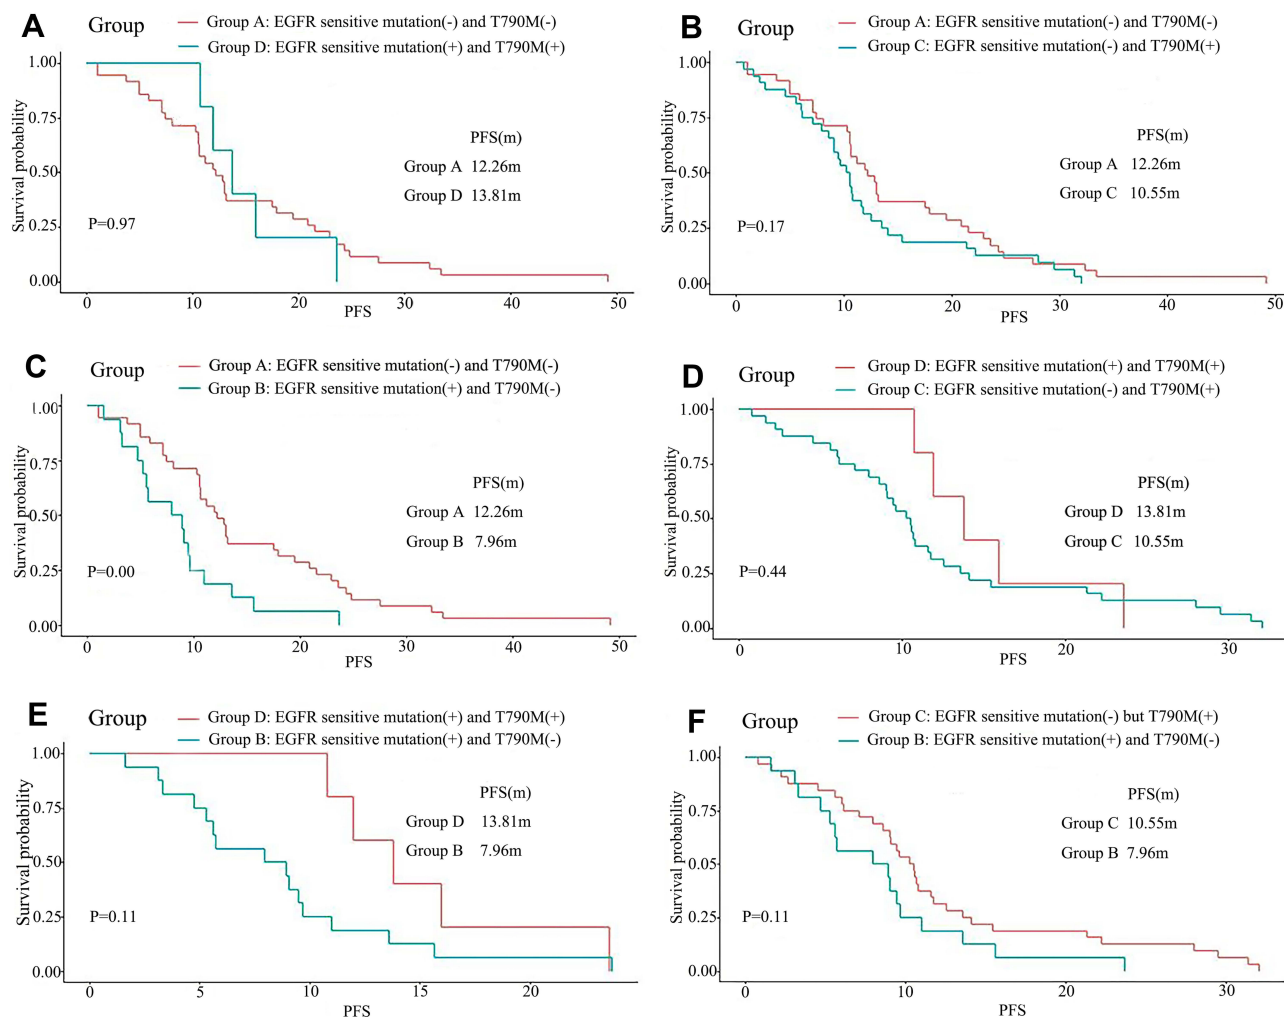 A
Group
Group A: EGFR sensitive mutation(-) and T790M(-)
Group D: EGFR sensitive mutation(+) and T790M(+)
Survival probability
1.00
0.75
0.50
0.25
0.00
PFS(m)
Group A 12.26m
Group D 13.81m
P=0.97
0 10 20 30 40 50
PFS
B
Group
Group A: EGFR sensitive mutation(-) and T790M(-)
Group C: EGFR sensitive mutation(-) and T790M(+)
Survival probability
1.00
0.75
0.50
0.25
0.00
PFS(m)
Group A 12.26m
Group C 10.55m
P=0.17
0 10 20 30 40 50
PFS
C
Group
Group A: EGFR sensitive mutation(-) and T790M(-)
Group B: EGFR sensitive mutation(+) and T790M(-)
Survival probability
1.00
0.75
0.50
0.25
0.00
PFS(m)
Group A 12.26m
Group B 7.96m
P=0.00
0 10 20 30 40 50
PFS
D
Group
Group D: EGFR sensitive mutation(+) and T790M(+)
Group C: EGFR sensitive mutation(-) and T790M(+)
Survival probability
1.00
0.75
0.50
0.25
0.00
PFS(m)
Group D 13.81m
Group C 10.55m
P=0.44
0 10 20 30
PFS
E
Group
Group D: EGFR sensitive mutation(+) and T790M(+)
Group B: EGFR sensitive mutation(+) and T790M(-)
Survival probability
1.00
0.75
0.50
0.25
0.00
PFS(m)
Group D 13.81m
Group B 7.96m
P=0.11
0 5 10 15 20
PFS
F
Group
Group C: EGFR sensitive mutation(-) but T790M(+)
Group B: EGFR sensitive mutation(+) and T790M(-)
Survival probability
1.00
0.75
0.05
0.25
0.00
PFS(m)
Group C 10.55m
Group B 7.96m
P=0.11
0 10 20 30
PFS